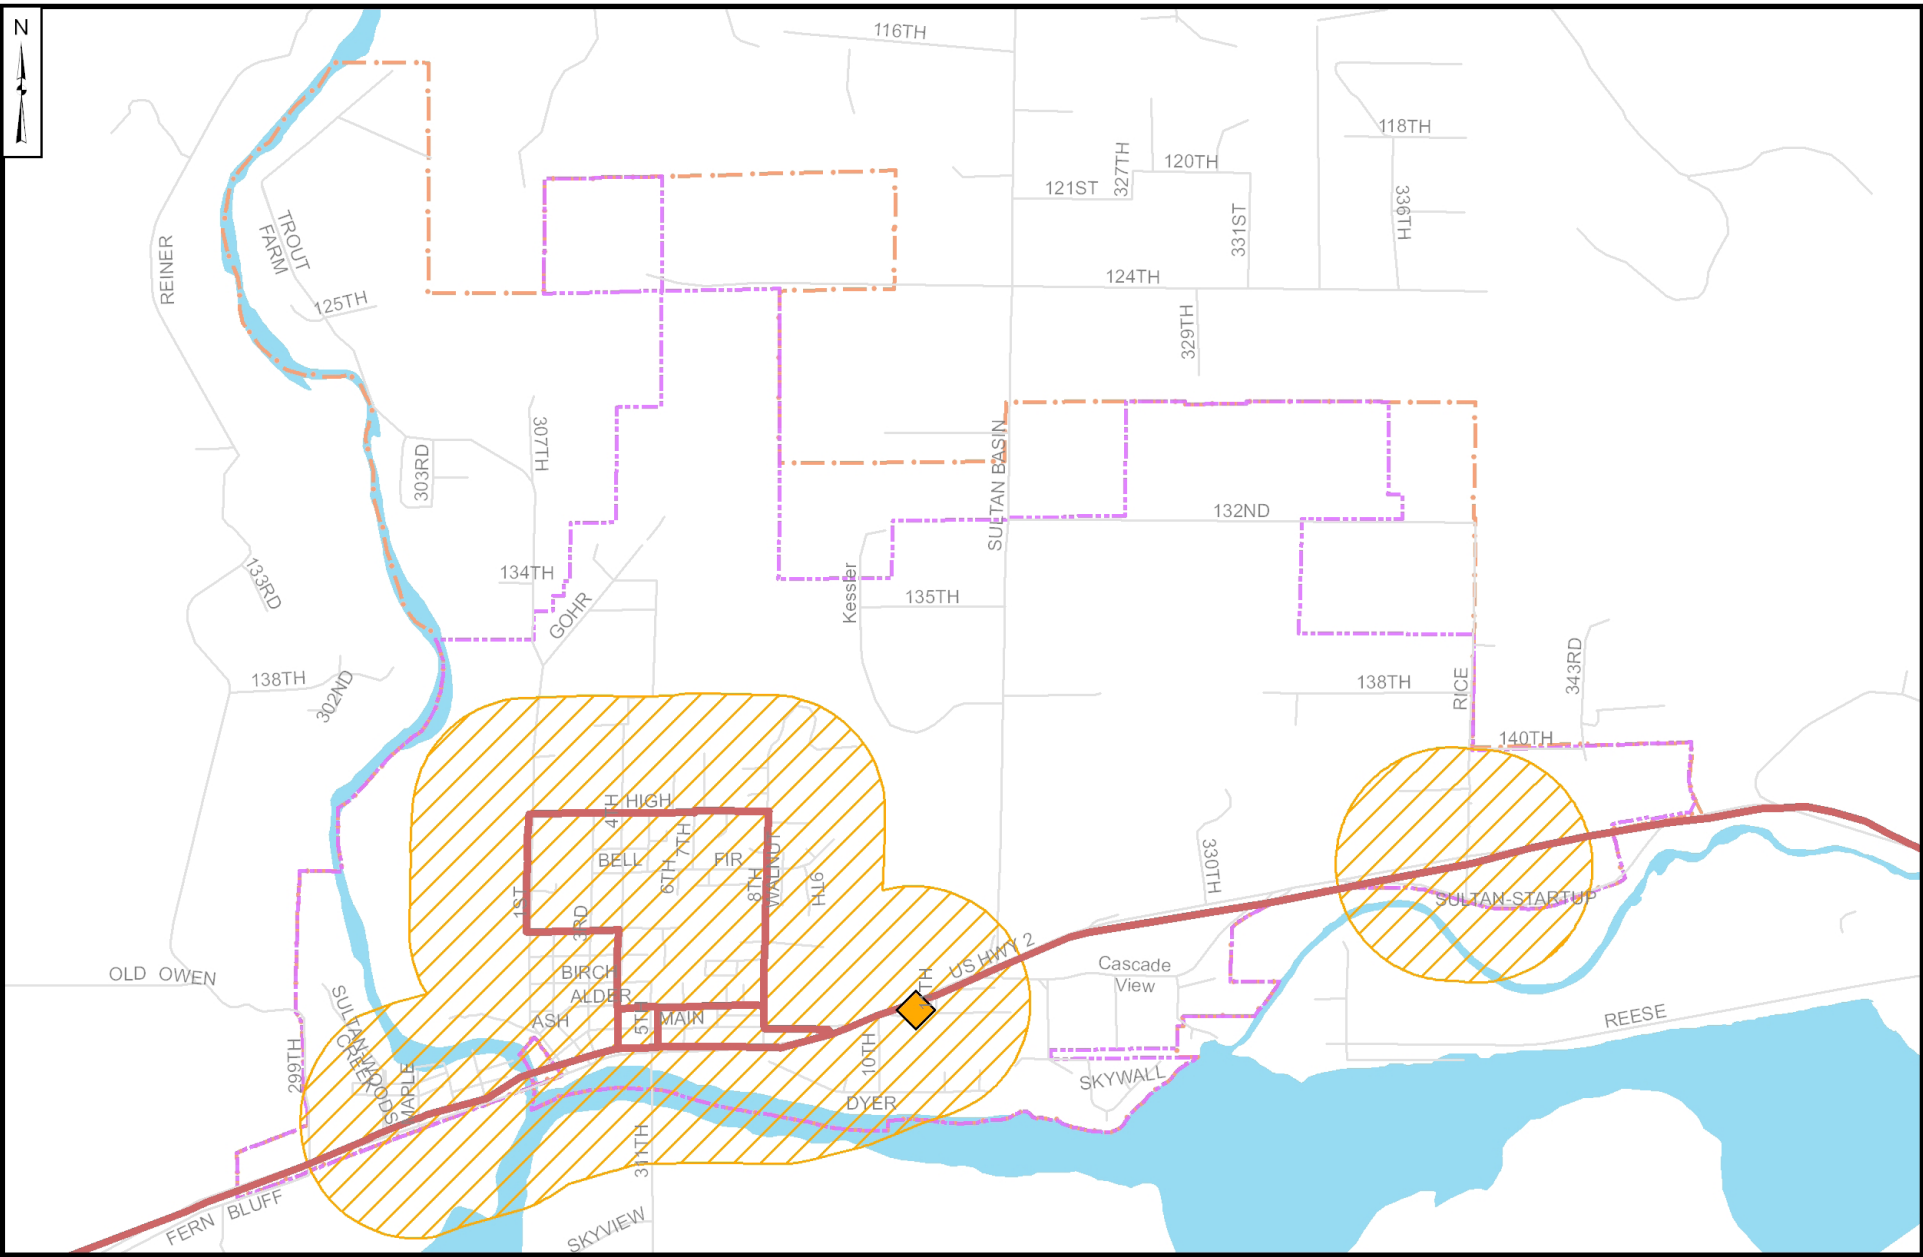 N
116TH
118TH
120TH
327TH
121ST
336TH
331ST
TROUT
FARM
REINER
124TH
125TH
329TH
307TH
303RD
SULTAN BASIN
132ND
134TH
133RD
Kessler
135TH
GOHR
138TH
302ND
138TH
RICE
343RD
140TH
4TH
HIGH
7TH
BELL
FIR
6TH
8TH
WALNUT
9TH
1ST
3RD
330TH
SULTAN-STARTUP
US HWY 2
BIRCH
ALDER
OLD OWEN
Cascade
View
ASH
MAIN
REESE
SULTAN WOODS
CREEK
299TH
MAPLE
10TH
SKYWALL
DYER
311TH
FERN BLUFF
SKYVIEW